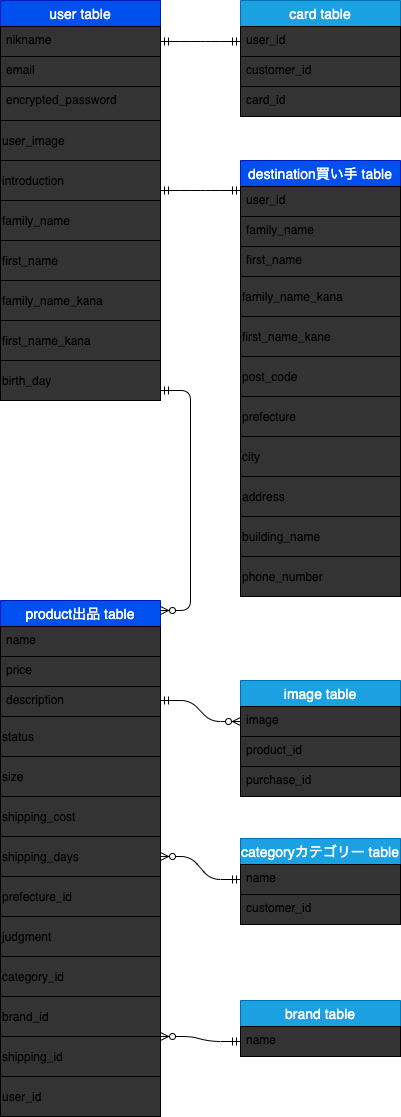 user table
nikname
email
encrypted_password
user_image
introduction
family_name
first_name
family_name_kana
first_name_kana
birth_day
card table
user_id
customer_id
card_id
destination買い手 table
user_id
family_name
first_name
family_name_kana
first_name_kane
post_code
prefecture
city
address
building_name
phone_number
product出品 table
name
price
description
status
size
shipping_cost
shipping_days
prefecture_id
judgment
category_id
brand_id
shipping_id
user_id
image table
image
product_id
purchase_id
categoryカテゴリー table
name
customer_id
brand table
name